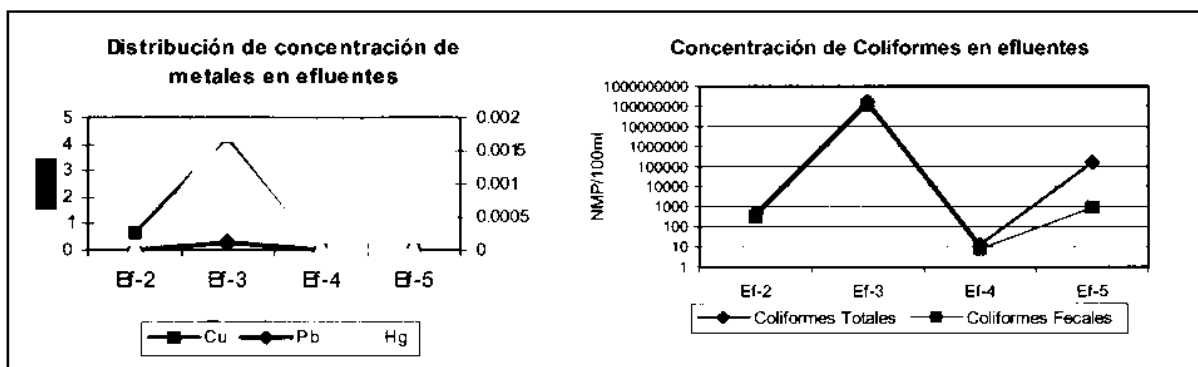 Distribución de concentración de
metales en efluentes
5
4
3
2
1
0
0.002
0.0015
0.001
0.0005
0
Ef-2 Ef-3 Ef-4 Ef-5
Cu Pb Hg
Concentración de Coliformes en efluentes
NMP/100ml
1000000000
100000000
10000000
1000000
100000
10000
1000
100
10
1
Ef-2 Ef-3 Ef-4 Ef-5
Coliformes Totales Coliformes Fecales